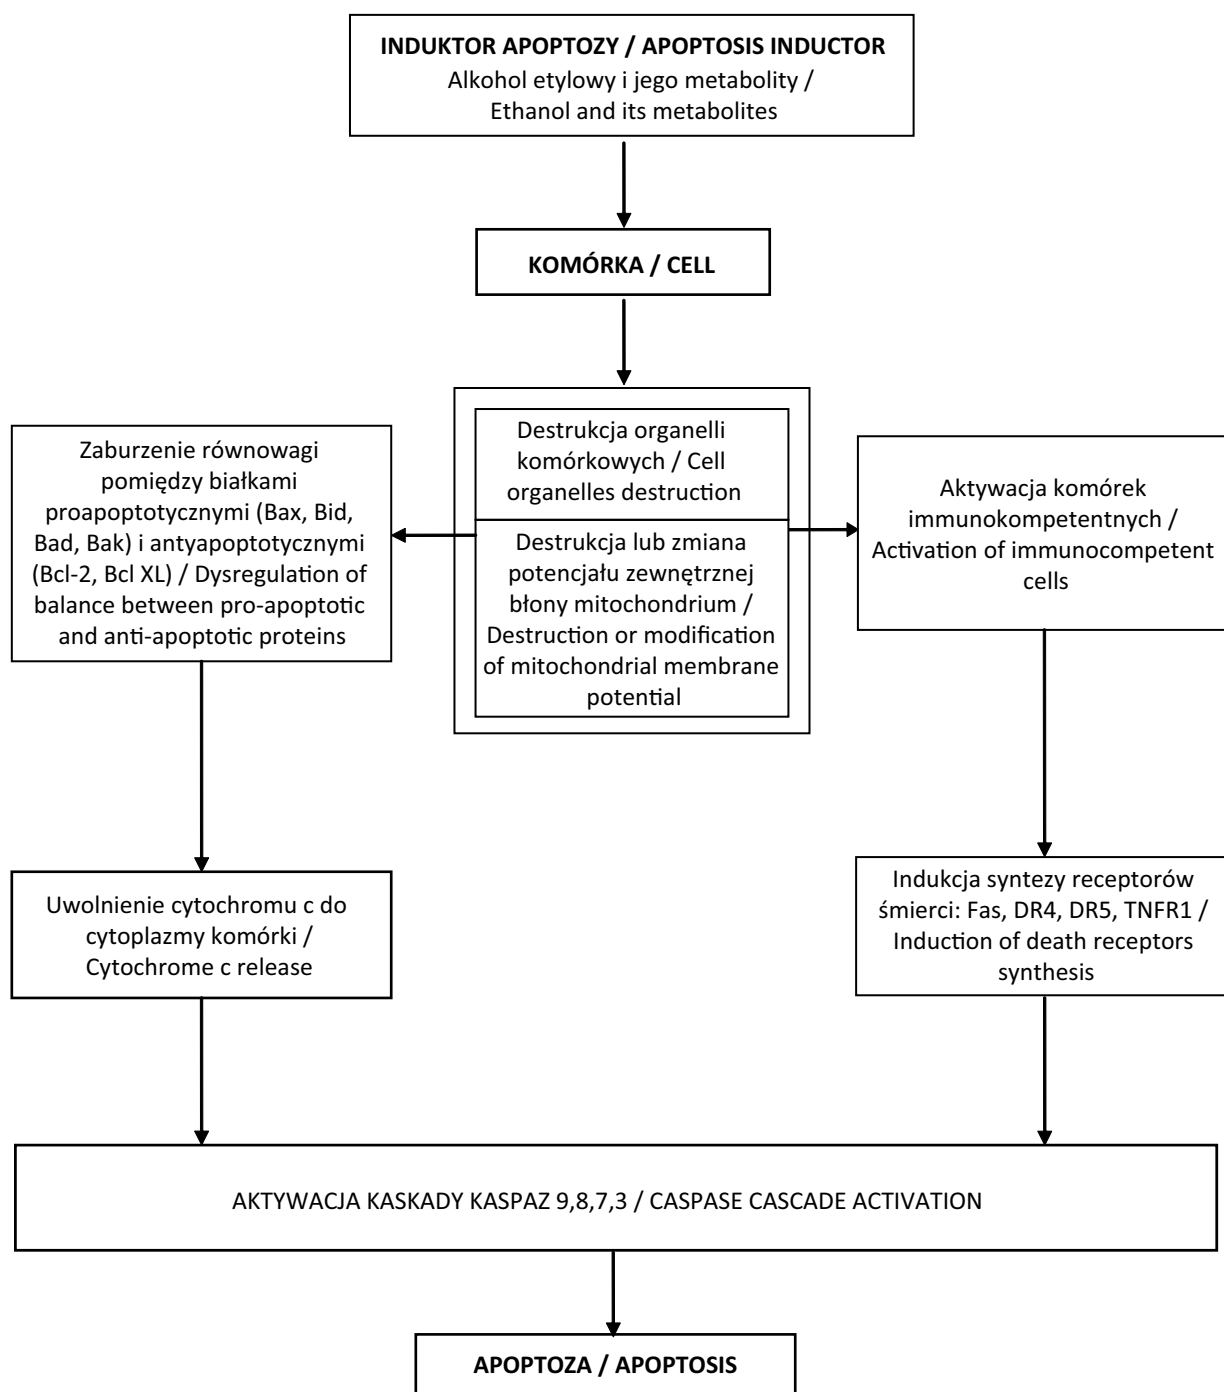 INDUKTOR APOPTOZY / APOPTOSIS INDUCTOR
Alkohol etylowy i jego metabolity /
Ethanol and its metabolites
KOMÓRKA / CELL
Zaburzenie równowagi
pomiędzy białkami
proapoptotycznymi (Bax, Bid,
Bad, Bak) i antyapoptotycznymi
(Bcl-2, Bcl XL) / Dysregulation of
balance between pro-apoptotic
and anti-apoptotic proteins
Destrukcja organelli
komórkowych / Cell
organelles destruction
Destrukcja lub zmiana
potencjału zewnętrznej
błony mitochondrium /
Destruction or modification
of mitochondrial membrane
potential
Aktywacja komórek
immunokompetentnych /
Activation of immunocompetent
cells
Uwolnienie cytochromu c do
cytoplazmy komórki /
Cytochrome c release
Indukcja syntezy receptorów
śmierci: Fas, DR4, DR5, TNFR1 /
Induction of death receptors
synthesis
AKTYWACJA KASKADY KASPAZ 9,8,7,3 / CASPASE CASCADE ACTIVATION
APOPTOZA / APOPTOSIS